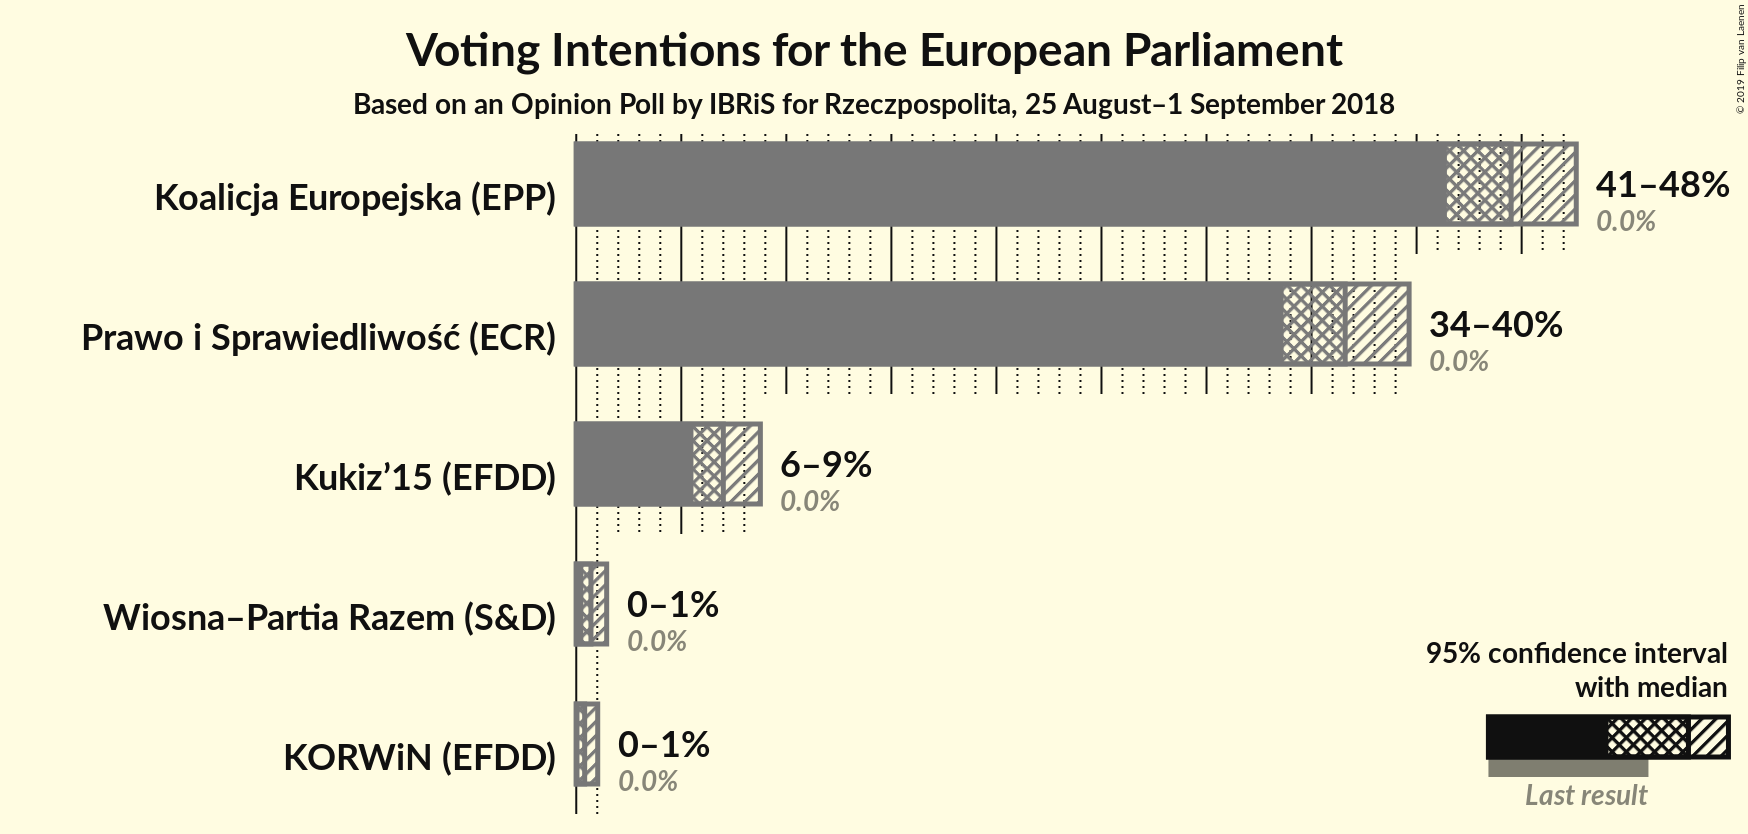 Voting Intentions for the European Parliament
Based on an Opinion Poll by IBRiS for Rzeczpospolita, 25 August–1 September 2018
© 2019 Filip van Laenen
Koalicja Europejska (EPP)
41–48%
0.0%
Prawo i Sprawiedliwość (ECR)
34–40%
0.0%
Kukiz’15 (EFDD)
6–9%
0.0%
Wiosna–Partia Razem (S&D)
0–1%
0.0%
KORWiN (EFDD)
0–1%
0.0%
95% confidence interval
with median
Last result